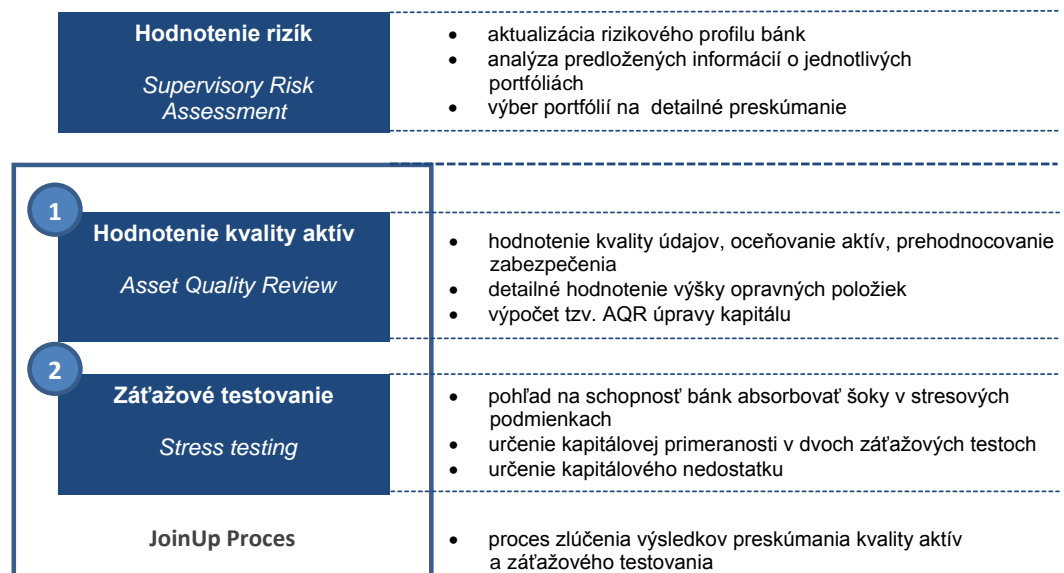 Hodnotenie rizík
Supervisory Risk
Assessment
• aktualizácia rizikového profilu bánk
• analýza predložených informácií o jednotlivých
portfóliách
• výber portfólií na detailné preskúmanie
1
Hodnotenie kvality aktív
Asset Quality Review
• hodnotenie kvality údajov, oceňovanie aktív, prehodnocovanie
zabezpečenia
• detailné hodnotenie výšky opravných položiek
• výpočet tzv. AQR úpravy kapitálu
2
Záťažové testovanie
Stress testing
• pohľad na schopnosť bánk absorbovať šoky v stresových
podmienkach
• určenie kapitálovej primeranosti v dvoch záťažových testoch
• určenie kapitálového nedostatku
JoinUp Proces
• proces zlúčenia výsledkov preskúmania kvality aktív
a záťažového testovania